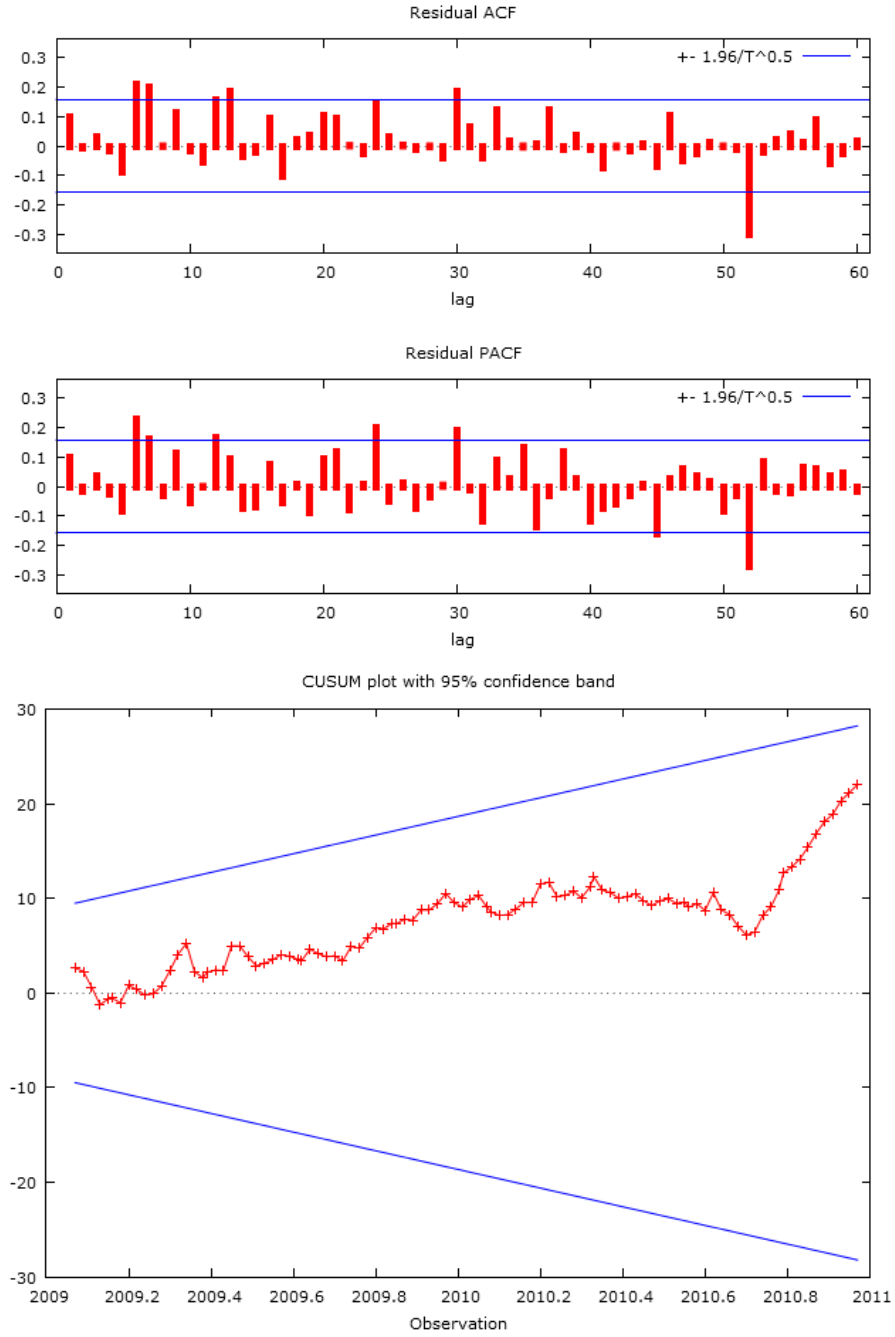 Residual ACF
+- 1.96/T^0.5
0.3
0.2
0.1
0
-0.1
-0.2
-0.3
0 10 20 30 40 50 60
lag
Residual PACF
+- 1.96/T^0.5
0.3
0.2
0.1
0
-0.1
-0.2
-0.3
0 10 20 30 40 50 60
lag
CUSUM plot with 95% confidence band
30
20
10
0
-10
-20
-30
2009 2009.2 2009.4 2009.6 2009.8 2010 2010.2 2010.4 2010.6 2010.8 2011
Observation